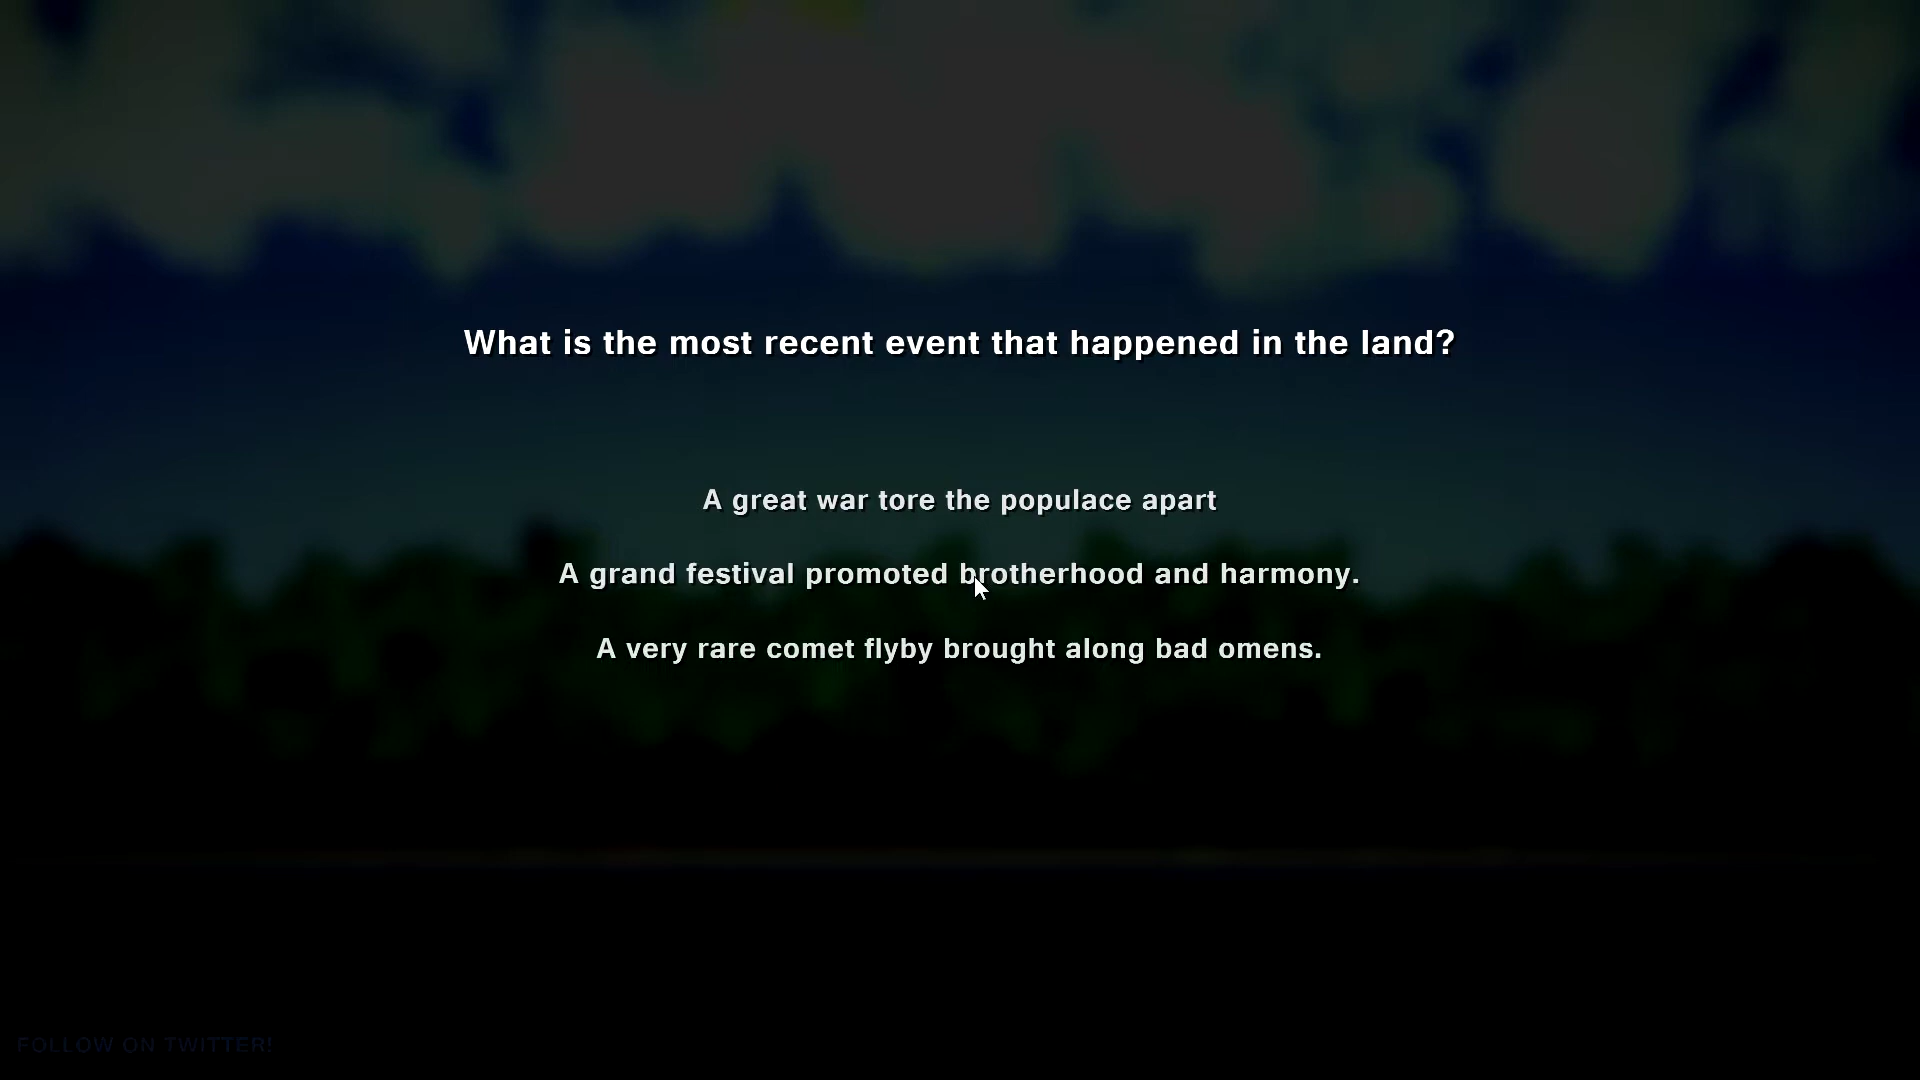 What is the most recent event that happened in the land?
A great war tore the populace apart
A grand festival promoted brotherhood and harmony.
A very rare comet flyby brought along bad omens.
FOLLOW ON TWITTER!